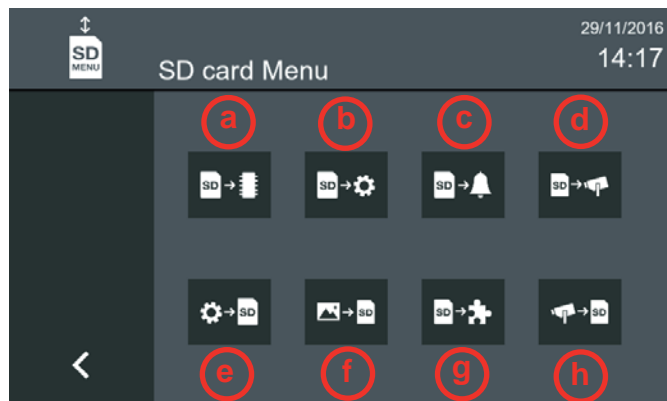 29/11/2016
SD
MENU
SD card Menu
14:17
a b c d
SD SD SD SD
SD SD SD SD
e f g h